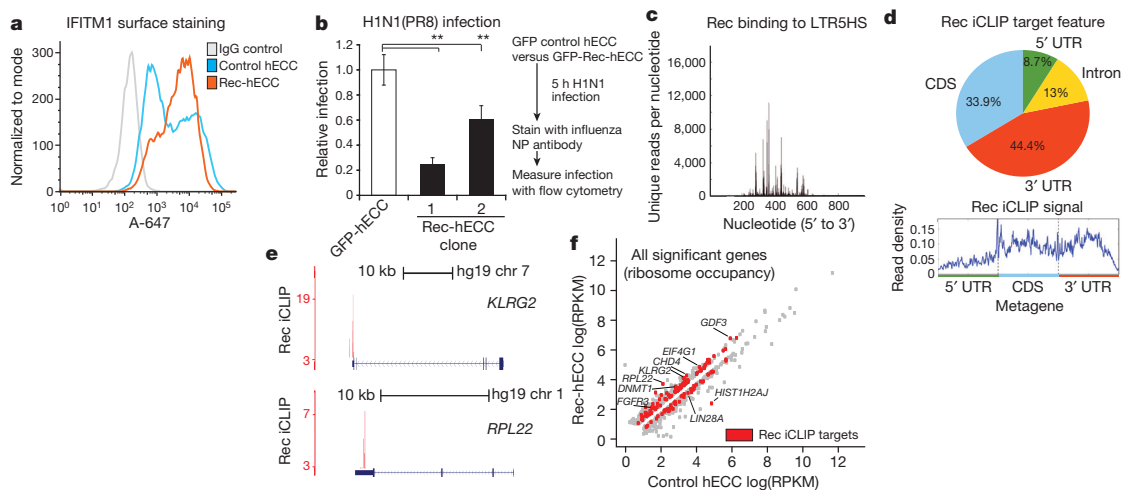 a
IFITM1 surface staining
Normalized to mode
300
250
200
150
100
50
0
IgG control
Control hECC
Rec-hECC
10⁰ 10¹ 10² 10³ 10⁴ 10⁵
A-647
b
H1N1(PR8) infection
Relative infection
1.2
1.0
0.8
0.6
0.4
0.2
0
**
**
GFP-hECC
1 2
Rec-hECC
clone
GFP control hECC
versus GFP-Rec-hECC
5 h H1N1
infection
Stain with influenza
NP antibody
Measure infection
with flow cytometry
c
Rec binding to LTR5HS
Unique reads per nucleotide
16,000
12,000
8,000
4,000
0
200 400 600 800
Nucleotide (5′ to 3′)
d
Rec iCLIP target feature
5′ UTR
8.7%
Intron
13%
CDS
33.9%
44.4%
3′ UTR
Rec iCLIP signal
Read density
0.15
0.10
0.05
0
5′ UTR CDS 3′ UTR
Metagene
e
10 kb hg19 chr 7
Rec iCLIP
19
3
KLRG2
10 kb hg19 chr 1
Rec iCLIP
7
3
RPL22
f
All significant genes
(ribosome occupancy)
Rec-hECC log(RPKM)
12
10
8
6
4
2
0
GDF3
EIF4G1
CHD4
KLRG2
RPL22
DNMT1
FGFR3
HIST1H2AJ
LIN28A
Rec iCLIP targets
0 2 4 6 8 10 12
Control hECC log(RPKM)